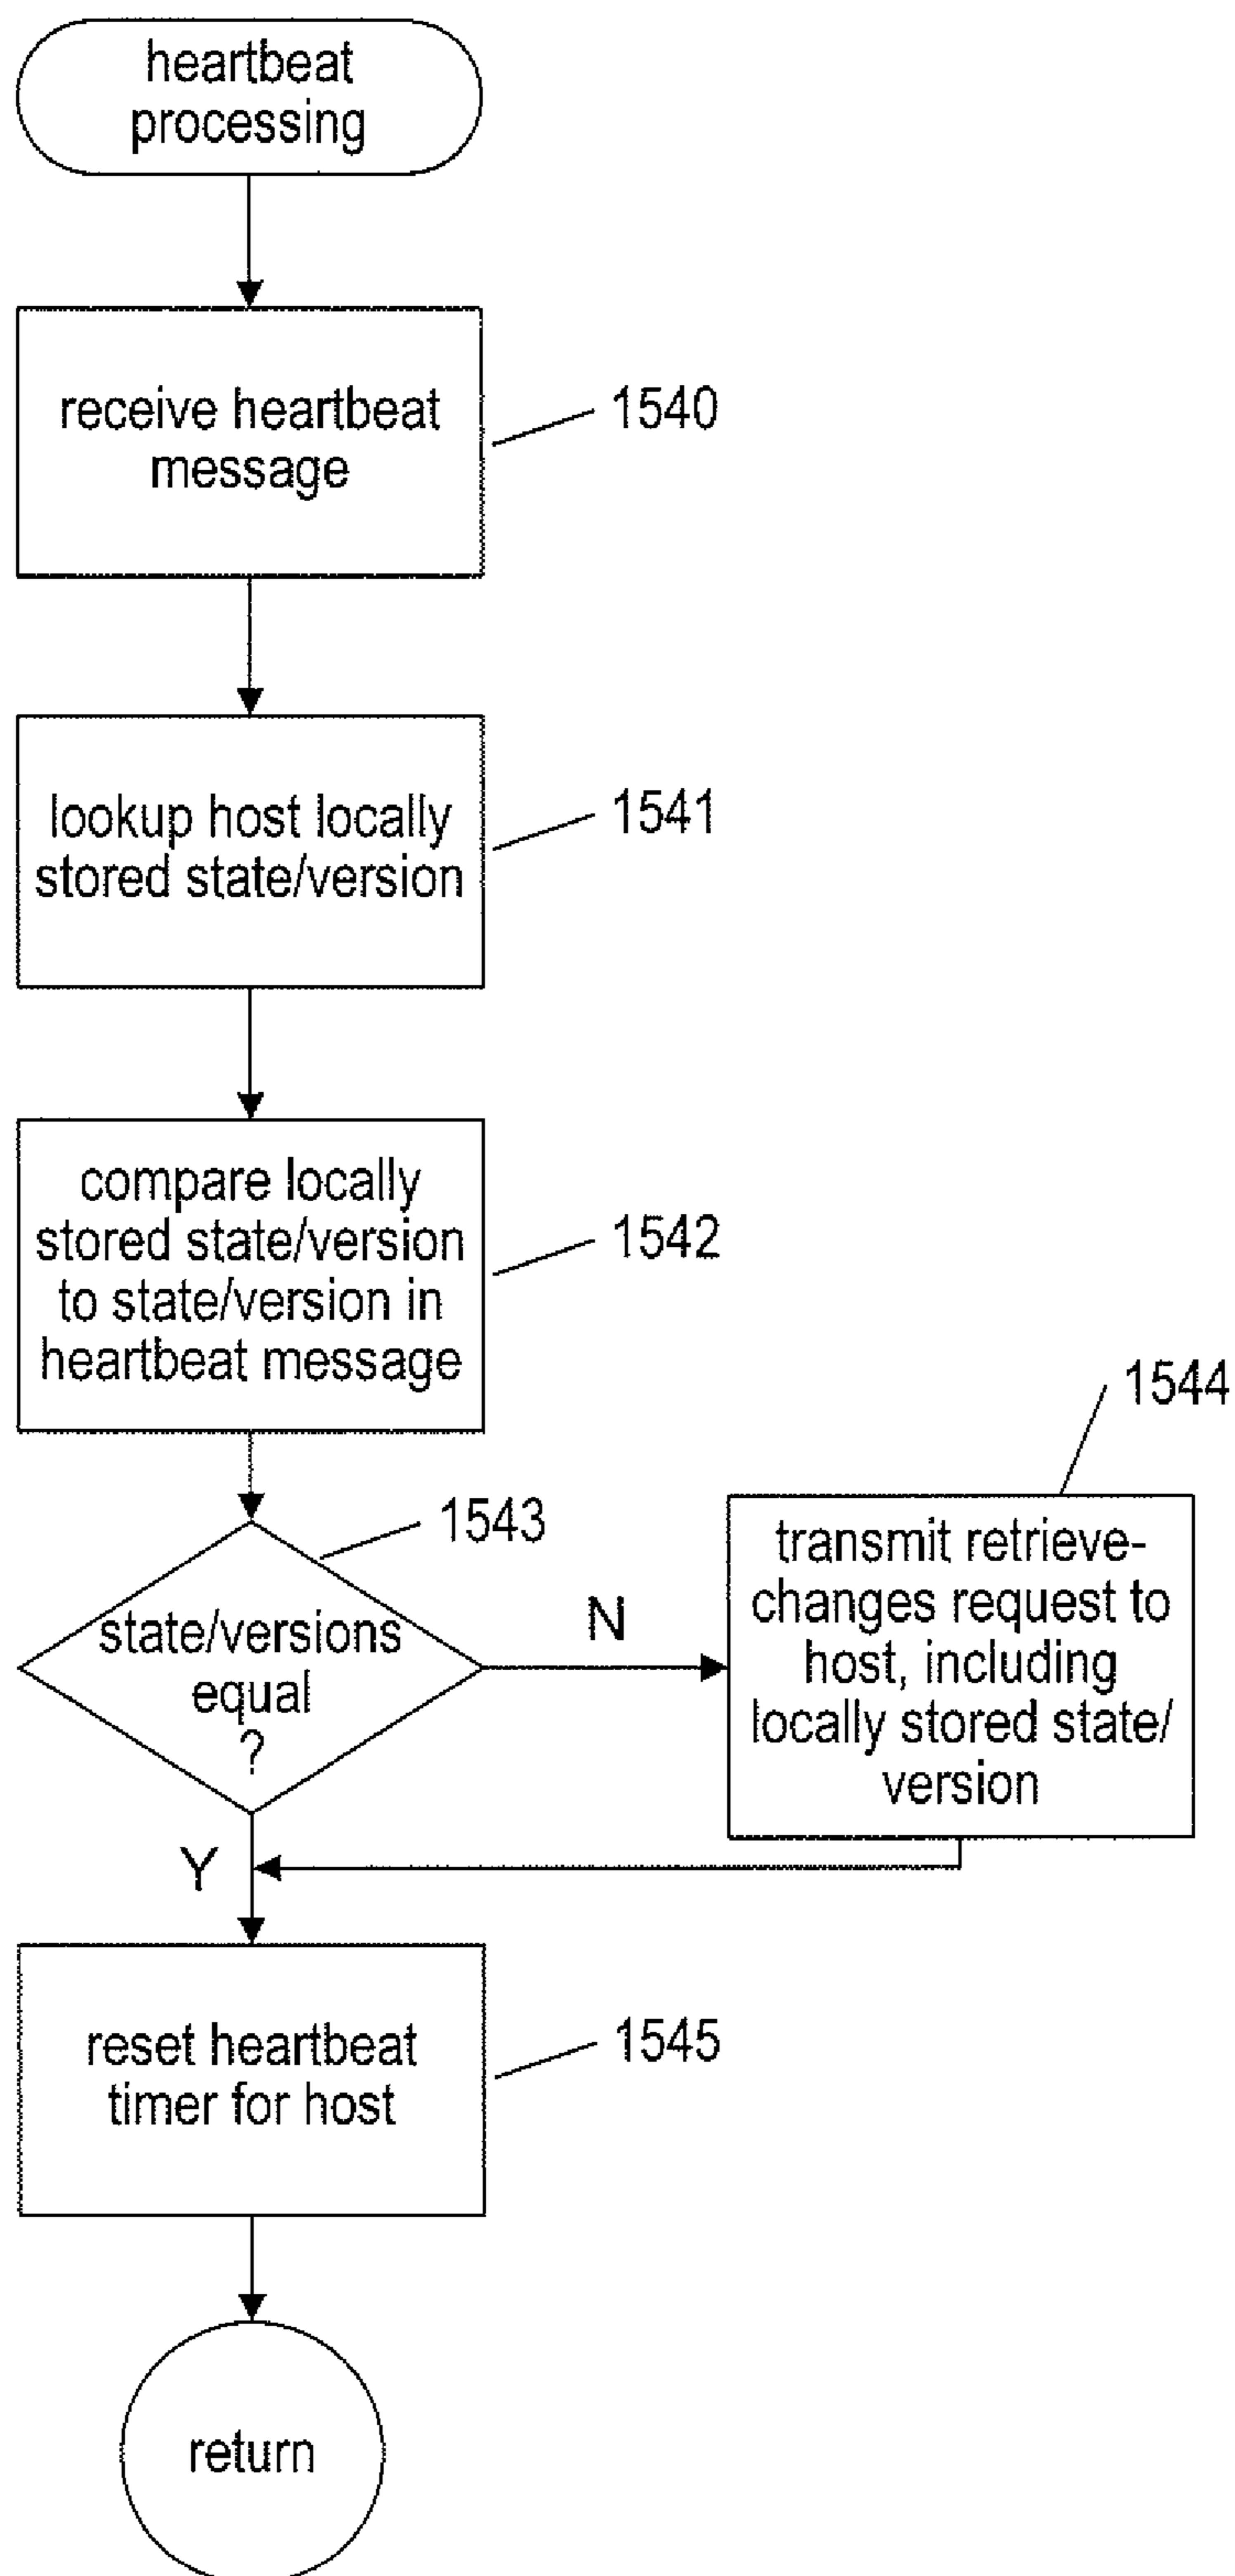 heartbeat
processing
receive heartbeat
message
1540
lookup host locally
stored state/version
1541
compare locally
stored state/version
to state/version in
heartbeat message
1542
1543
state/versions
equal
?
N
Y
1544
transmit retrieve-
changes request to
host, including
locally stored state/
version
reset heartbeat
timer for host
1545
return